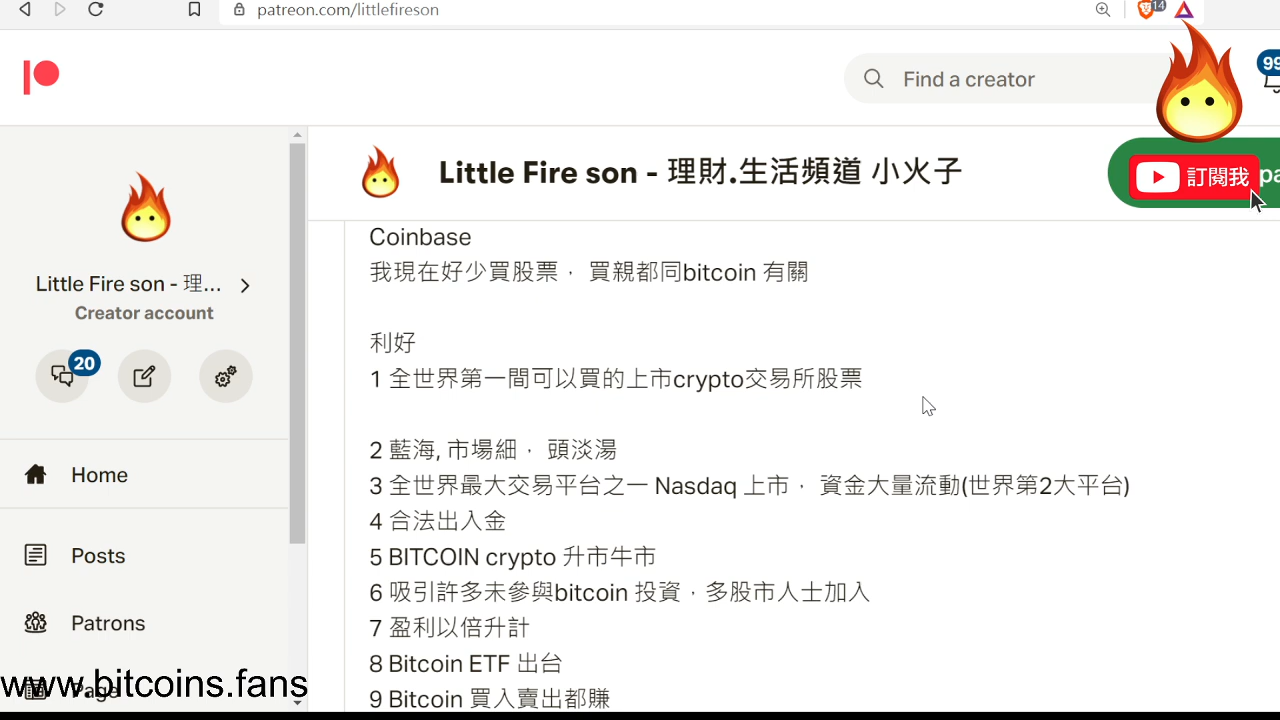 patreon.com/littlefireson
14
Find a creator
99
Little Fire son - 理財.生活頻道 小火子
訂閱我
pa
Little Fire son - 理...
Creator account
20
Home
Posts
Patrons
Page
www.bitcoins.fans
Coinbase
我現在好少買股票， 買親都同bitcoin 有關
利好
1 全世界第一間可以買的上市crypto交易所股票
2 藍海, 市場細， 頭淡湯
3 全世界最大交易平台之一 Nasdaq 上市， 資金大量流動(世界第2大平台)
4 合法出入金
5 BITCOIN crypto 升市牛市
6 吸引許多未參與bitcoin 投資，多股市人士加入
7 盈利以倍升計
8 Bitcoin ETF 出台
9 Bitcoin 買入賣出都賺